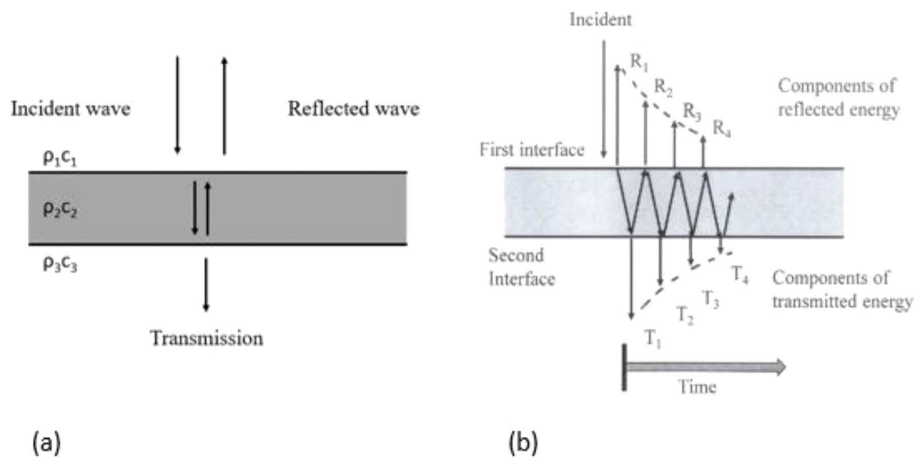 Incident wave
Reflected wave
ρ₁c₁
ρ₂c₂
ρ₃c₃
Transmission
(a)
Incident
R₁
R₂
R₃
R₄
Components of
reflected energy
First interface
Second
Interface
T₁
T₂
T₃
T₄
Components of
transmitted energy
Time
(b)